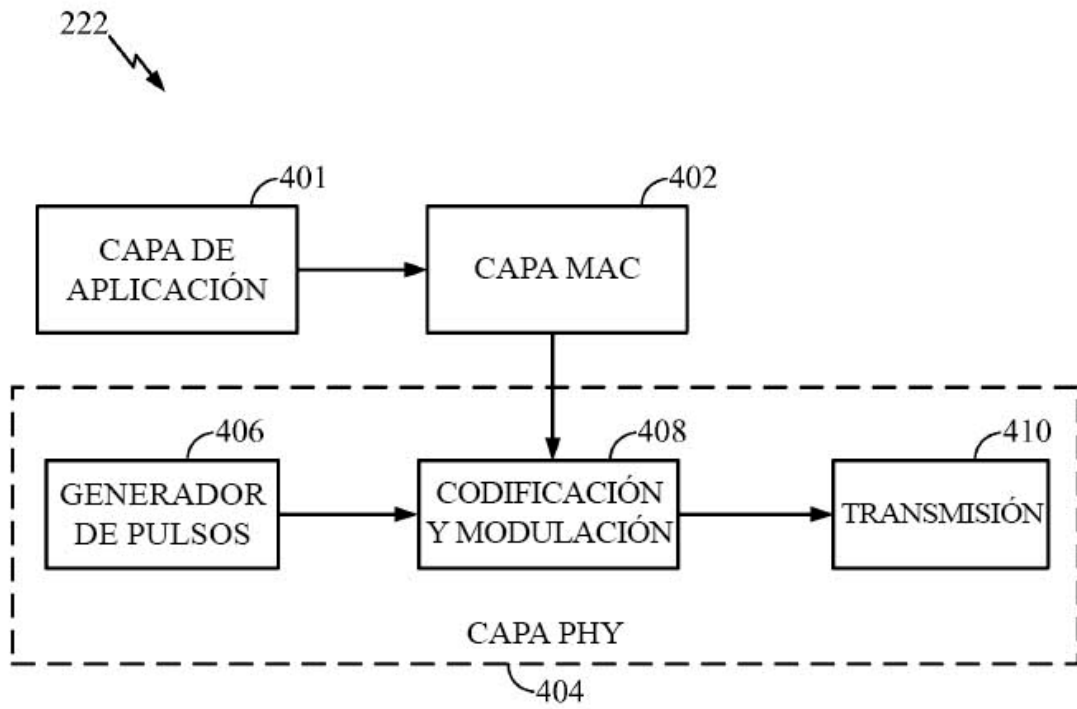 222
401
402
CAPA DE
APLICACIÓN
CAPA MAC
406
408
410
GENERADOR
DE PULSOS
CODIFICACIÓN
Y MODULACIÓN
TRANSMISIÓN
CAPA PHY
404